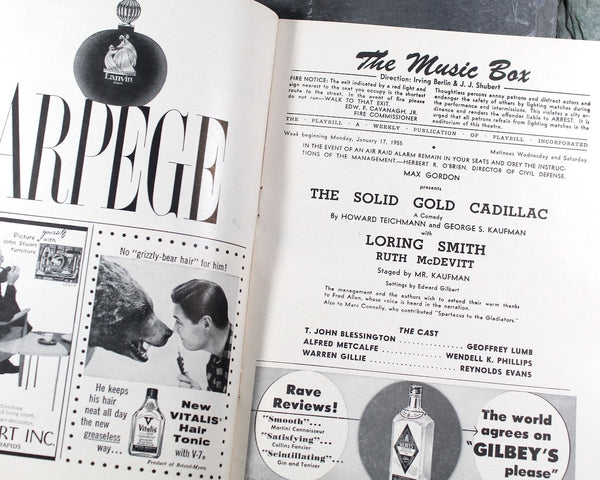 Lanvin
ARPEGE
Picture yourself
with
John Stuart
furniture
No "grizzly-bear hair" for him!
He keeps
his hair
neat all day
the new
greaseless
way...
Vitalis
New
VITALIS®
Hair
Tonic
with V-7®
Product of Bristol-Myers
furniture
own decorator.
RT INC.
RAPIDS
The Music Box
Direction: Irving Berlin & J. J. Shubert
FIRE NOTICE: The exit indicated by a red light and
sign nearest to the seat you occupy is the shortest
route to the street. In the event of fire please
do not run—WALK TO THAT EXIT.
EDW. F. CAVANAGH, JR.
FIRE COMMISSIONER
Thoughtless persons annoy patrons and distract actors and
endanger the safety of others by lighting matches during
the performance and intermissions. This violates a city or-
dinance and renders the offender liable to ARREST. It is
urged that all patrons refrain from lighting matches in the
auditorium of this theatre.
THE PLAYBILL • A WEEKLY PUBLICATION OF PLAYBILL INCORPORATED
Week beginning Monday, January 17, 1955
Matinees Wednesday and Saturday
IN THE EVENT OF AN AIR RAID ALARM REMAIN IN YOUR SEATS AND OBEY THE INSTRUC-
TIONS OF THE MANAGEMENT.—HERBERT R. O'BRIEN, DIRECTOR OF CIVIL DEFENSE.
MAX GORDON
presents
THE SOLID GOLD CADILLAC
A Comedy
By HOWARD TEICHMANN and GEORGE S. KAUFMAN
with
LORING SMITH
RUTH McDEVITT
Staged by MR. KAUFMAN
Settings by Edward Gilbert
The management and the authors wish to extend their warm thanks
to Fred Allen, whose voice is heard in the narration.
Also to Marc Connelly, who contributed "Spartacus to the Gladiators."
THE CAST
T. JOHN BLESSINGTON GEOFFREY LUMB
ALFRED METCALFE WENDELL K. PHILLIPS
WARREN GILLIE REYNOLDS EVANS
Rave
Reviews!
"Smooth"...
Martini Connoisseur
"Satisfying"...
Collins Fancier
"Scintillating"...
Gin and Tonicer
GILBEY'S
The world
agrees on
"GILBEY'S
please"